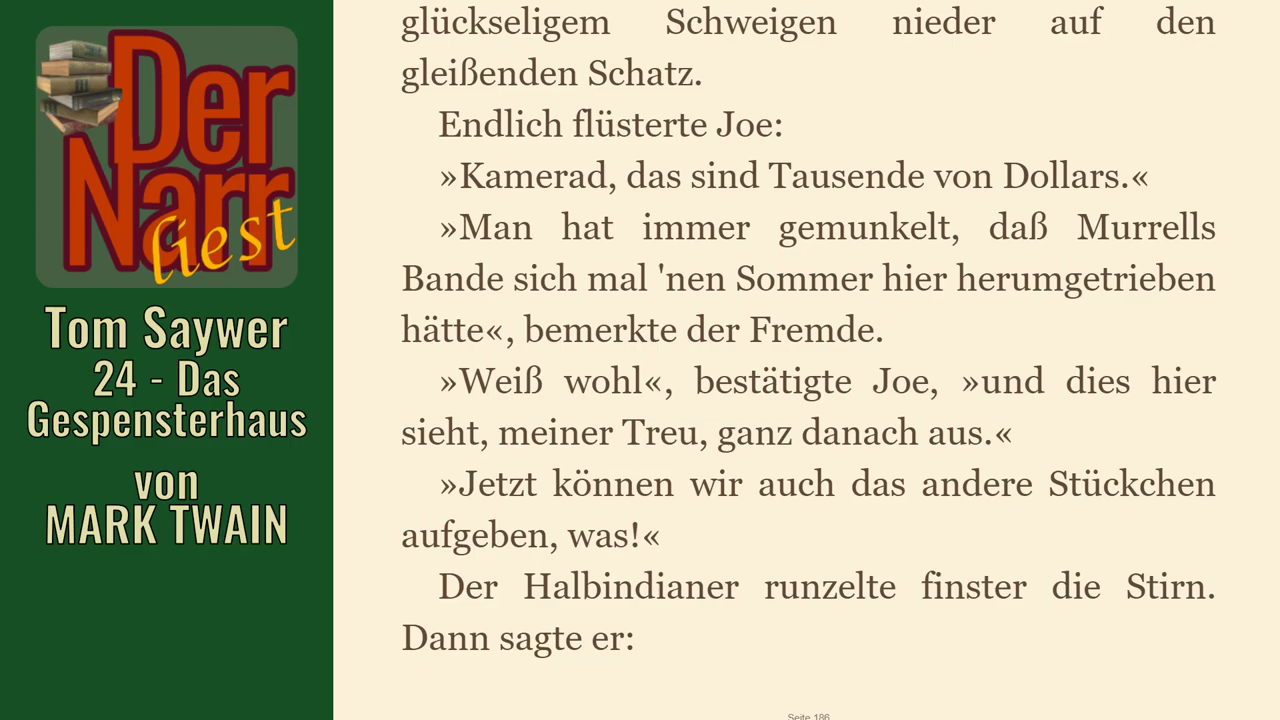 Der
Narr
liest
Tom Saywer
24 - Das
Gespensterhaus
von
MARK TWAIN
glückseligem Schweigen nieder auf den
gleißenden Schatz.
Endlich flüsterte Joe:
»Kamerad, das sind Tausende von Dollars.«
»Man hat immer gemunkelt, daß Murrells
Bande sich mal 'nen Sommer hier herumgetrieben
hätte«, bemerkte der Fremde.
»Weiß wohl«, bestätigte Joe, »und dies hier
sieht, meiner Treu, ganz danach aus.«
»Jetzt können wir auch das andere Stückchen
aufgeben, was!«
Der Halbindianer runzelte finster die Stirn.
Dann sagte er:
Seite 186